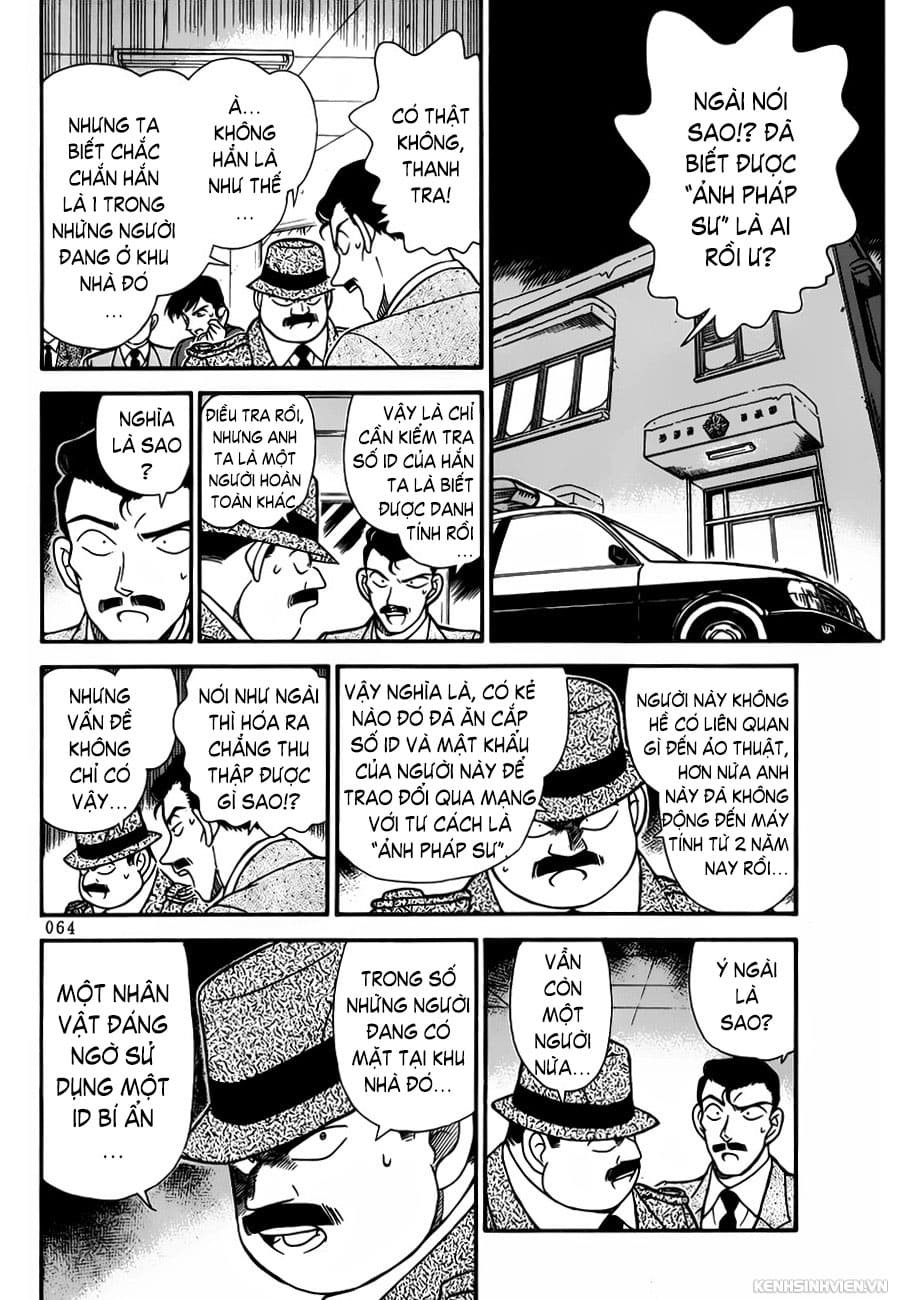 NGÀI NÓI
SAO!? ĐÃ
BIẾT ĐƯỢC
"ẢNH PHÁP
SƯ" LÀ AI
RỒI Ư?
CÓ THẬT
KHÔNG,
THANH
TRA!
À...
KHÔNG
HẲN LÀ
NHƯ THẾ
...
NHƯNG TA
BIẾT CHẮC
CHẮN HẮN
LÀ 1 TRONG
NHỮNG NGƯỜI
ĐANG Ở KHU
NHÀ ĐÓ
...
VẬY LÀ CHỈ
CẦN KIỂM TRA
SỐ ID CỦA HẮN
TA LÀ BIẾT
ĐƯỢC DANH
TÍNH RỒI
...
ĐIỀU TRA RỒI,
NHƯNG ANH
TA LÀ MỘT
NGƯỜI HOÀN
TOÀN KHÁC
NGHĨA
LÀ SAO
?
NGƯỜI NÀY KHÔNG
HỀ CÓ LIÊN QUAN
GÌ ĐẾN ÁO THUẬT,
HƠN NỮA ANH
NÀY ĐÃ KHÔNG
ĐỘNG ĐẾN MÁY
TÍNH TỪ 2 NĂM
NAY RỒI...
VẬY NGHĨA LÀ, CÓ KẺ
NÀO ĐÓ ĐÃ ĂN CẮP
SỐ ID VÀ MẬT KHẨU
CỦA NGƯỜI NÀY ĐỂ
TRAO ĐỔI QUA MẠNG
VỚI TƯ CÁCH LÀ
"ẢNH PHÁP SƯ".
NÓI NHƯ NGÀI
THÌ HÓA RA
CHẲNG THU
THẬP ĐƯỢC
GÌ SAO!?
NHƯNG
VẤN ĐỀ
KHÔNG
CHỈ CÓ
VẬY...
064
Ý NGÀI
LÀ
SAO?
VẪN
CÒN
MỘT
NGƯỜI
NỮA...
TRONG SỐ
NHỮNG NGƯỜI
ĐANG CÓ
MẶT TẠI KHU
NHÀ ĐÓ...
MỘT NHÂN
VẬT ĐÁNG
NGỜ SỬ
DỤNG MỘT
ID BÍ ẨN
...
KENHSINHVIEN.VN